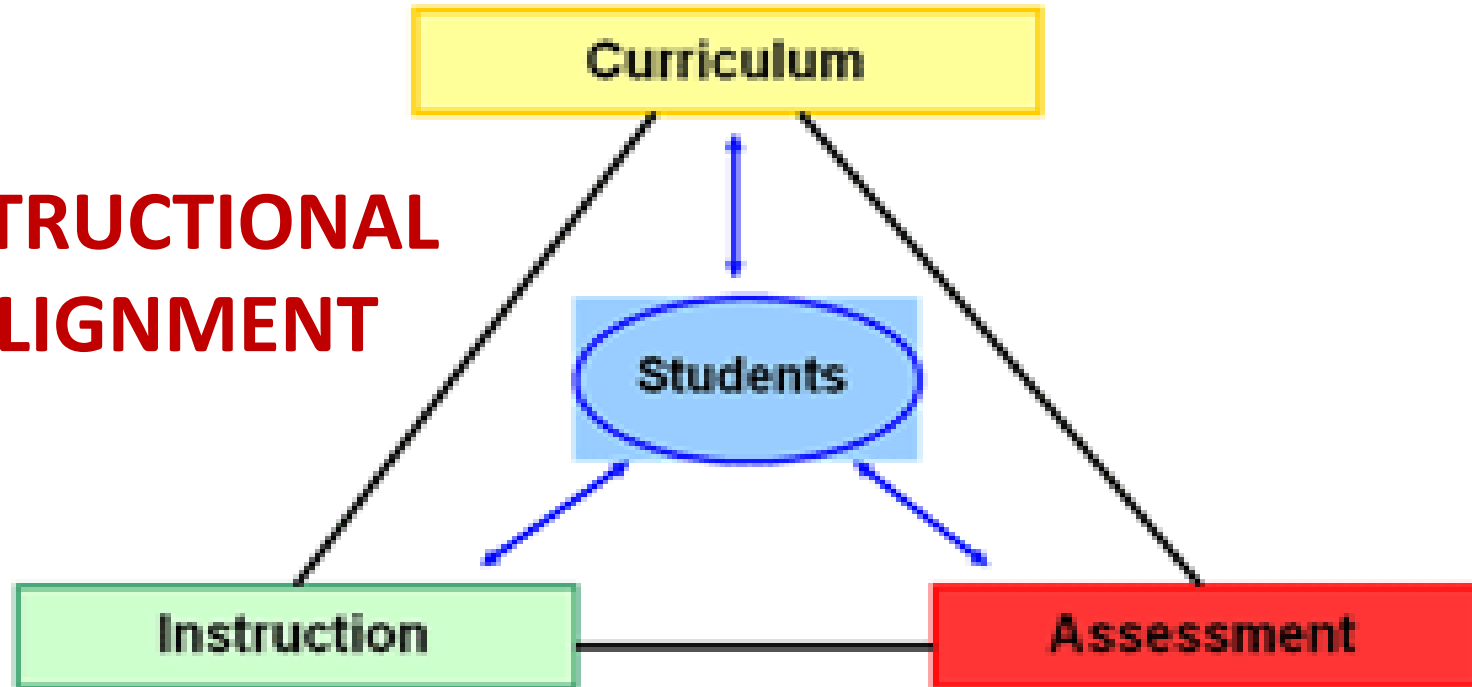 Curriculum
TRUCTIONAL
LIGNMENT
Students
Instruction
Assessment